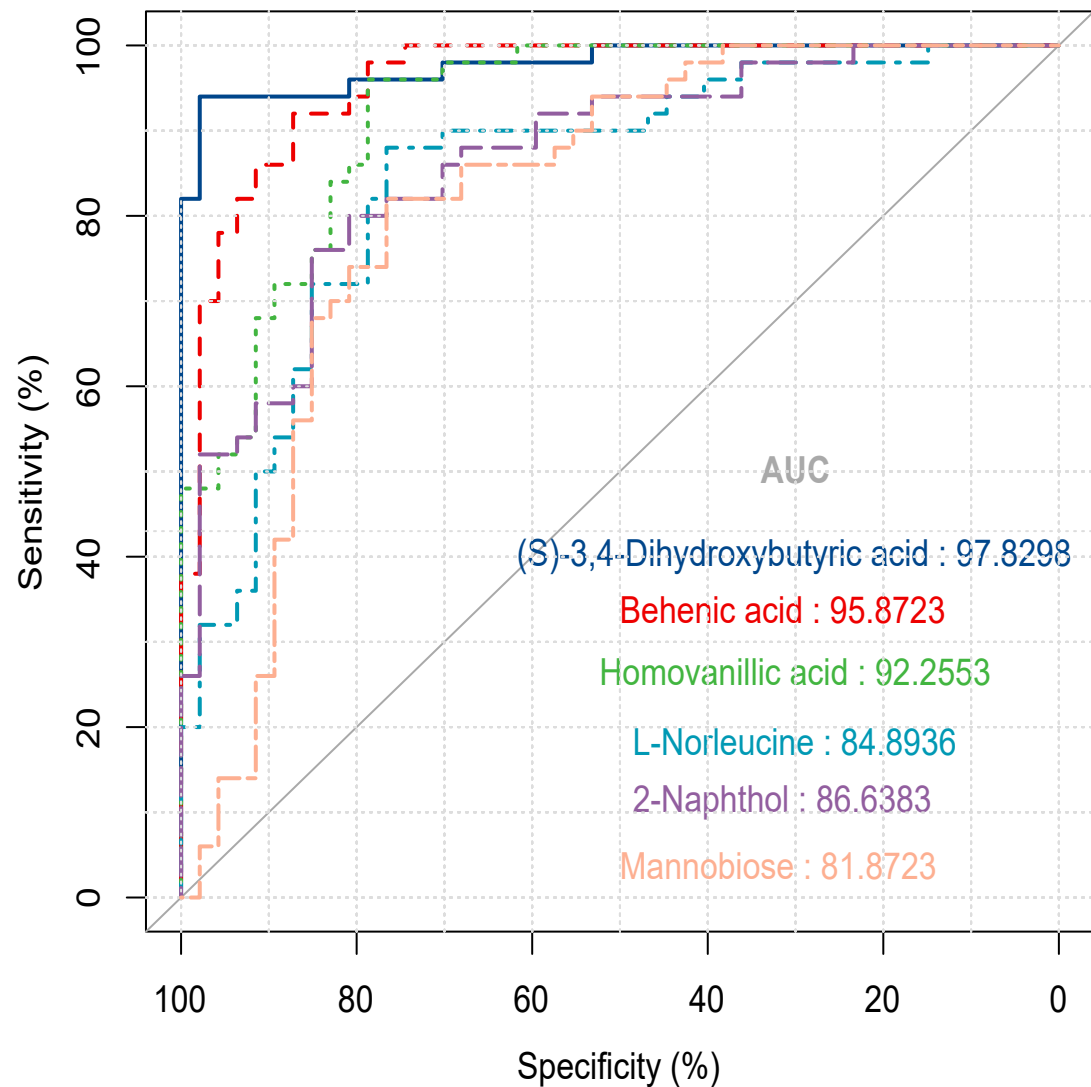 100
80
60
40
20
0
Sensitivity (%)
AUC
(S)-3,4-Dihydroxybutyric acid : 97.8298
Behenic acid : 95.8723
Homovanillic acid : 92.2553
L-Norleucine : 84.8936
2-Naphthol : 86.6383
Mannobiose : 81.8723
100 80 60 40 20 0
Specificity (%)